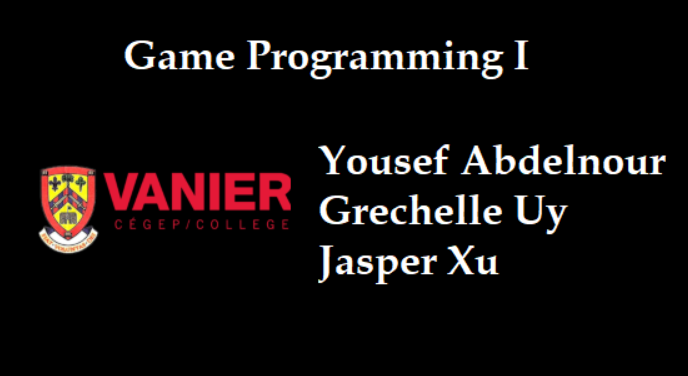 Game Programming I
VANIER
CÉGEP/COLLEGE
Yousef Abdelnour
Grechelle Uy
Jasper Xu